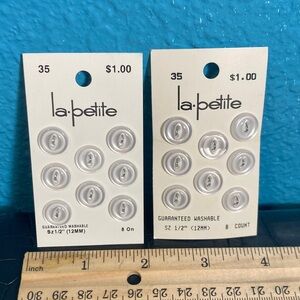 35 $1.00
la·petite
GUARANTEED WASHABLE
Sz 1/2" (12MM) 8 On
35 $1.00
la·petite
GUARANTEED WASHABLE
SZ 1/2" (12MM) 8 COUNT
inch 1 2 3 4